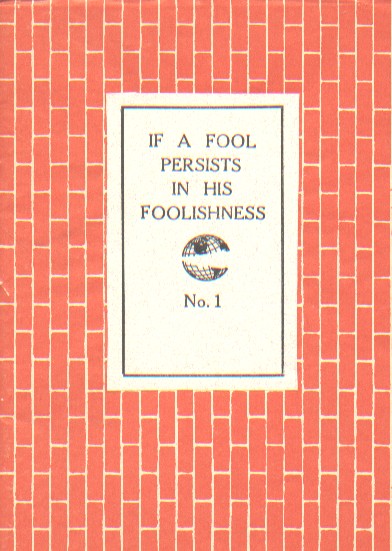 IF A FOOL
PERSISTS
IN HIS
FOOLISHNESS
No. 1